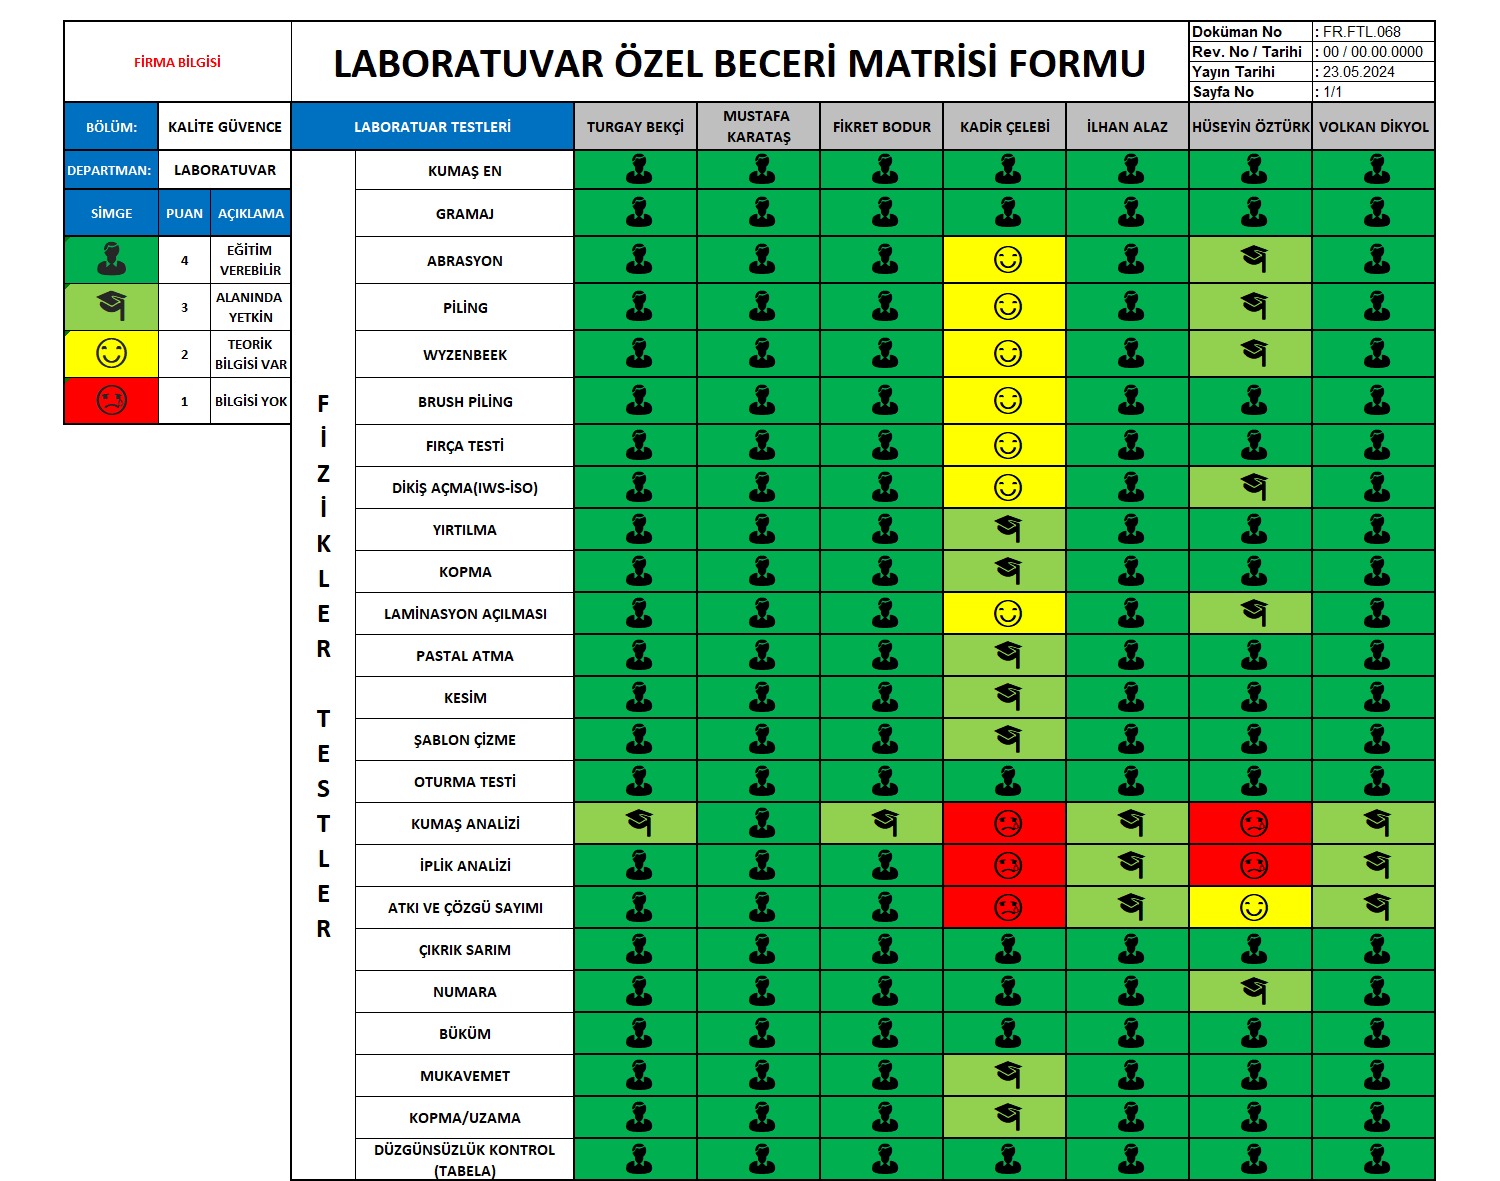 FİRMA BİLGİSİ
LABORATUVAR ÖZEL BECERİ MATRİSİ FORMU
Doküman No : FR.FTL.068
Rev. No / Tarihi : 00 / 00.00.0000
Yayın Tarihi : 23.05.2024
Sayfa No : 1/1
BÖLÜM: KALİTE GÜVENCE
LABORATUAR TESTLERİ
TURGAY BEKÇİ
MUSTAFA
KARATAŞ
FİKRET BODUR
KADİR ÇELEBİ
İLHAN ALAZ
HÜSEYİN ÖZTÜRK
VOLKAN DİKYOL
DEPARTMAN: LABORATUVAR
SİMGE PUAN AÇIKLAMA
4 EĞİTİM
VEREBİLİR
3 ALANINDA
YETKİN
2 TEORİK
BİLGİSİ VAR
1 BİLGİSİ YOK
FİZİKLER TESTLER
KUMAŞ EN
GRAMAJ
ABRASYON
PİLİNG
WYZENBEEK
BRUSH PİLİNG
FIRÇA TESTİ
DİKİŞ AÇMA(IWS-İSO)
YIRTILMA
KOPMA
LAMİNASYON AÇILMASI
PASTAL ATMA
KESİM
ŞABLON ÇİZME
OTURMA TESTİ
KUMAŞ ANALİZİ
İPLİK ANALİZİ
ATKI VE ÇÖZGÜ SAYIMI
ÇIKRIK SARIM
NUMARA
BÜKÜM
MUKAVEMET
KOPMA/UZAMA
DÜZGÜNSÜZLÜK KONTROL
(TABELA)